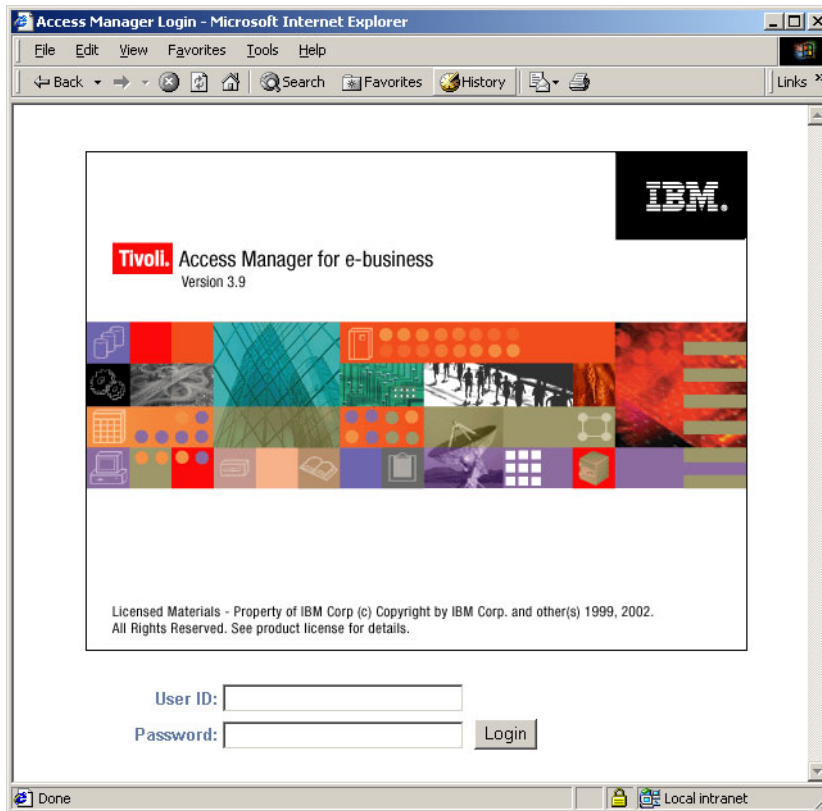 Access Manager Login - Microsoft Internet Explorer
File Edit View Favorites Tools Help
Back Search Favorites History Links »
IBM.
Tivoli. Access Manager for e-business
Version 3.9
Licensed Materials - Property of IBM Corp (c) Copyright by IBM Corp. and other(s) 1999, 2002.
All Rights Reserved. See product license for details.
User ID:
Password: Login
Done Local intranet